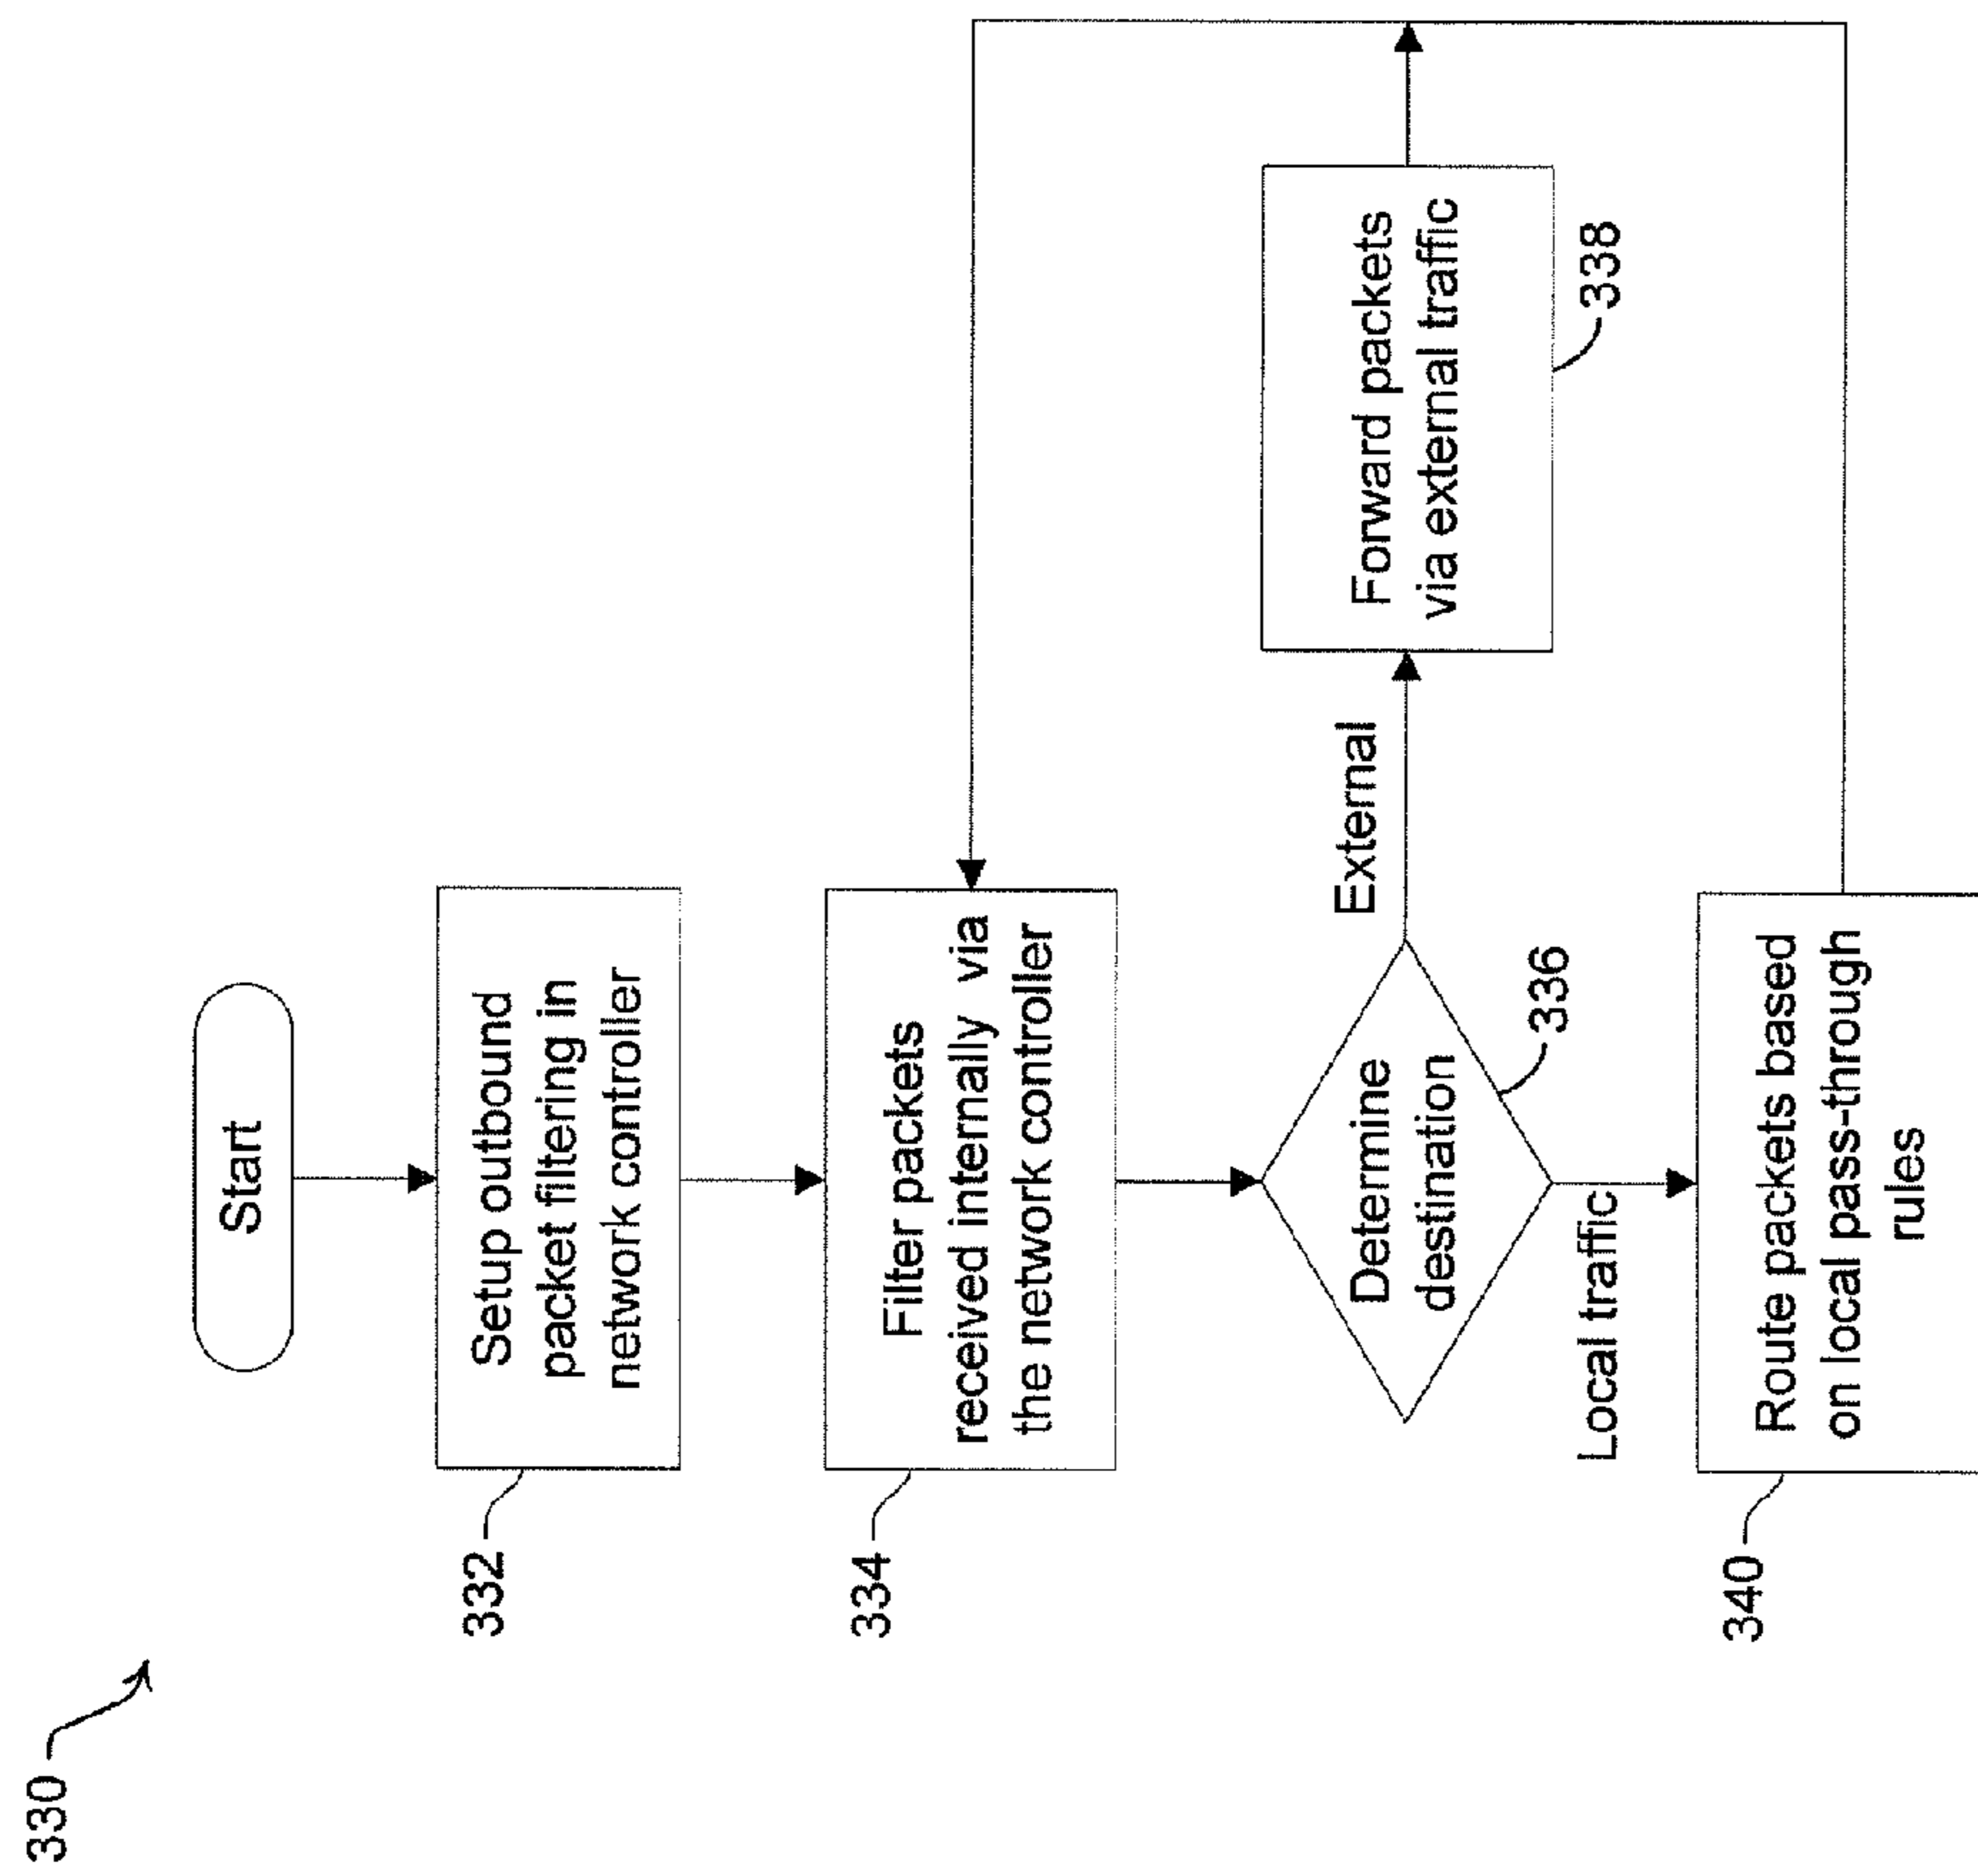 330
Start
332
Setup outbound
packet filtering in
network controller
334
Filter packets
received internally via
the network controller
Determine
destination
336
External
Forward packets
via external traffic
338
Local traffic
340
Route packets based
on local pass-through
rules